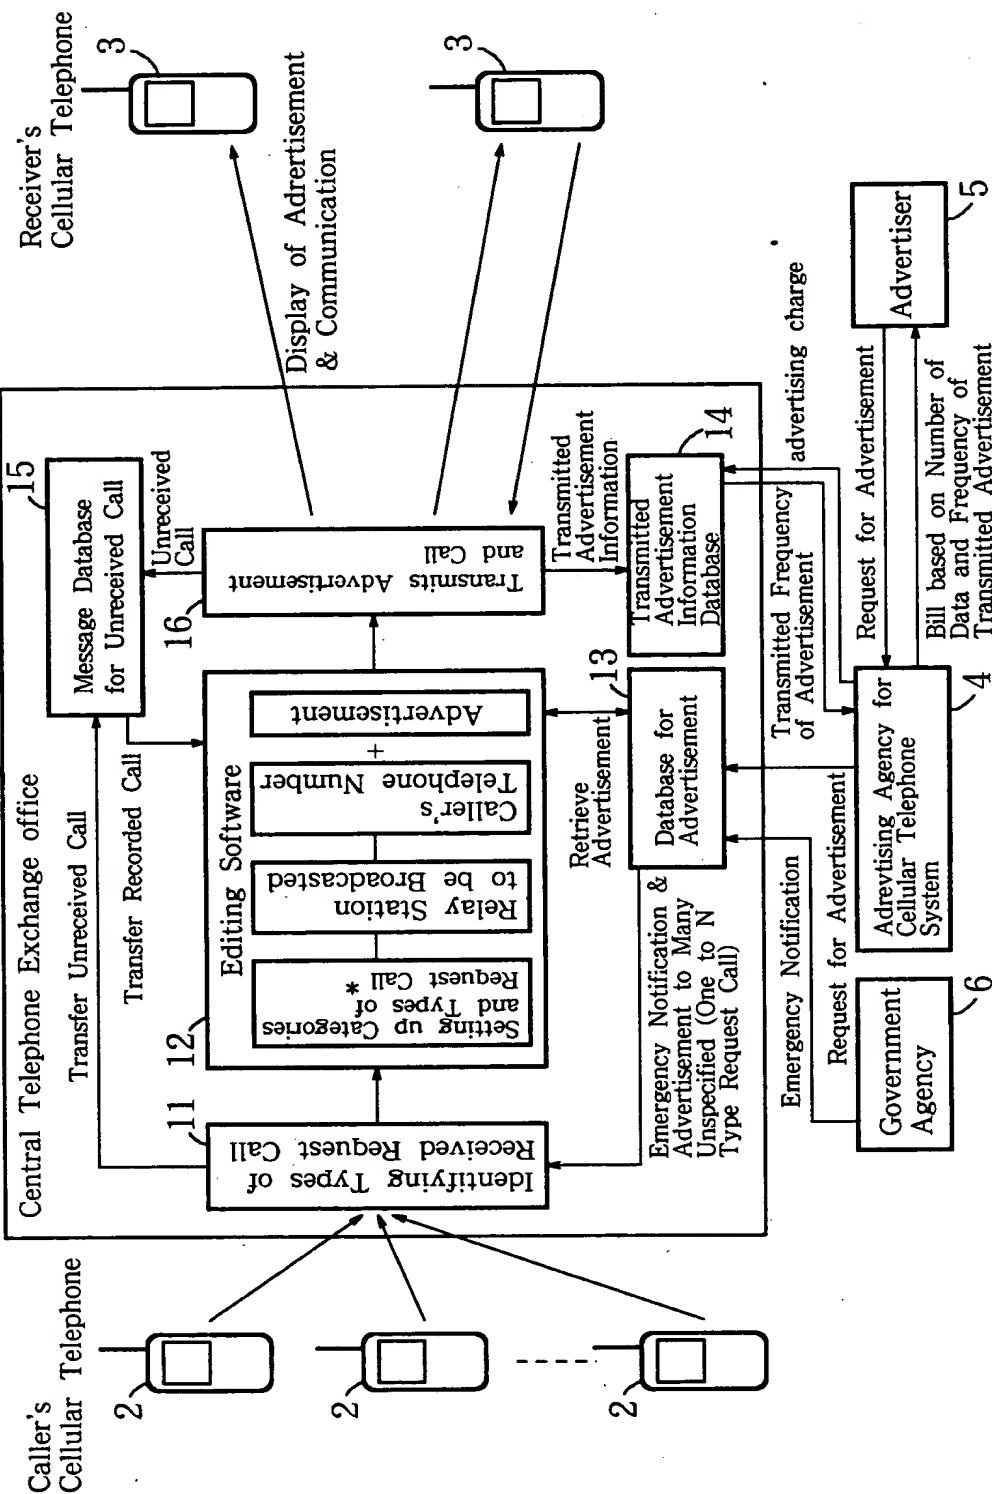 Receiver's
Cellular Telephone
3
3
Display of Adrertisement
& Communication
Central Telephone Exchange office
15
Message Database
for Unreceived Call
Unreceived
Call
Transfer Unreceived Call
Transfer Recorded Call
16
Transmits Advertisement
and Call
Transmitted
Advertisement
Information
14
Transmitted
Advertisement
Information
Database
12
Editing Software
Setting up Categories
and Types of
Request Call *
Relay Station
to be Broadcasted
Caller's
Telephone Number
+
Advertisement
Retrieve
Advertisement
13
Database for
Advertisement
11
Identifying Types of
Received Request Call
Emergency Notification &
Advertisement to Many
Unspecified (One to N
Type Request Call)
Caller's
Cellular Telephone
2
2
2
advertising charge
Transmitted Frequency
of Advertisement
Request for Advertisement
Emergency Notification
Request for Advertisement
Bill based on Number of
Data and Frequency of
Transmitted Advertisement
Advertiser
5
Adrevtising Agency for
Cellular Telephone
System
4
Government
Agency
6